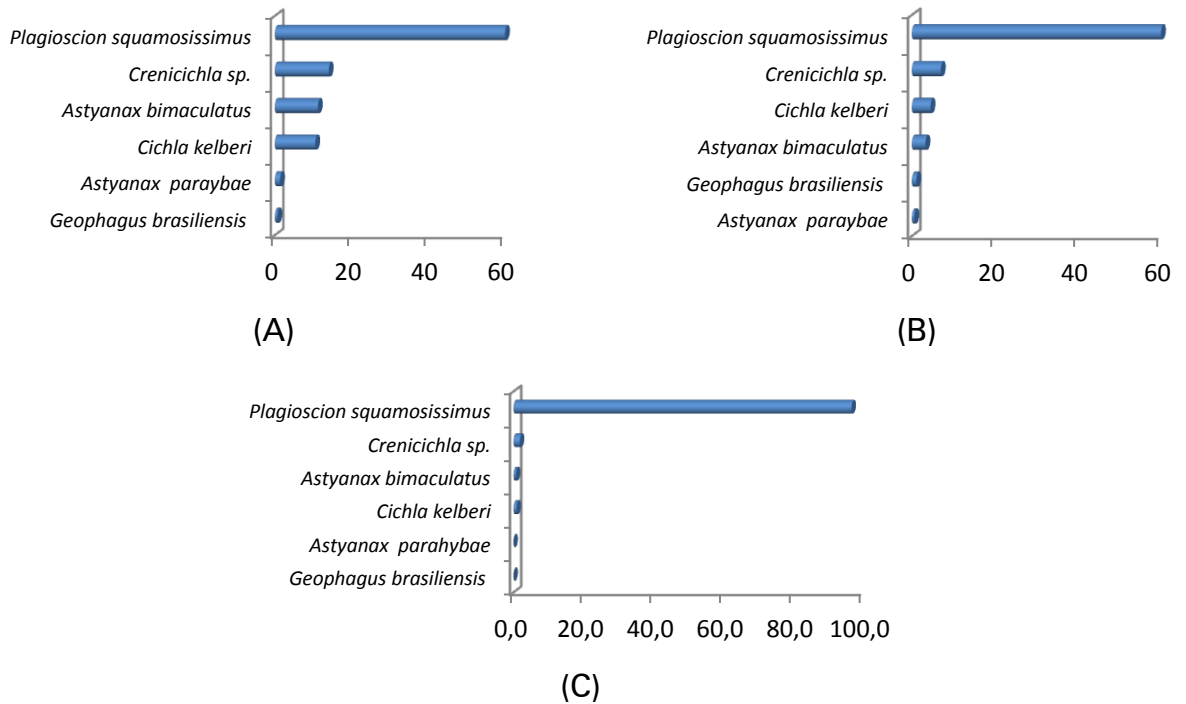 Plagioscion squamosissimus
Crenicichla sp.
Astyanax bimaculatus
Cichla kelberi
Astyanax paraybae
Geophagus brasiliensis
0 20 40 60
(A)
Plagioscion squamosissimus
Crenicichla sp.
Cichla kelberi
Astyanax bimaculatus
Geophagus brasiliensis
Astyanax paraybae
0 20 40 60
(B)
Plagioscion squamosissimus
Crenicichla sp.
Astyanax bimaculatus
Cichla kelberi
Astyanax parahybae
Geophagus brasiliensis
0,0 20,0 40,0 60,0 80,0 100,0
(C)